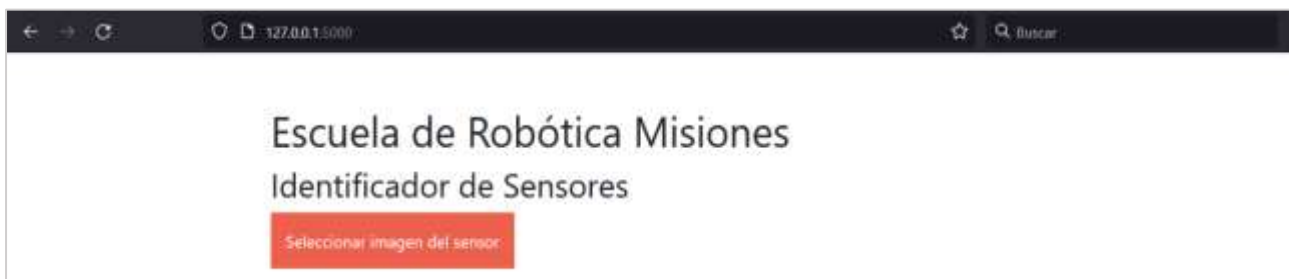 127.0.0.1:5000
Buscar
Escuela de Robótica Misiones
Identificador de Sensores
Seleccionar imagen del sensor